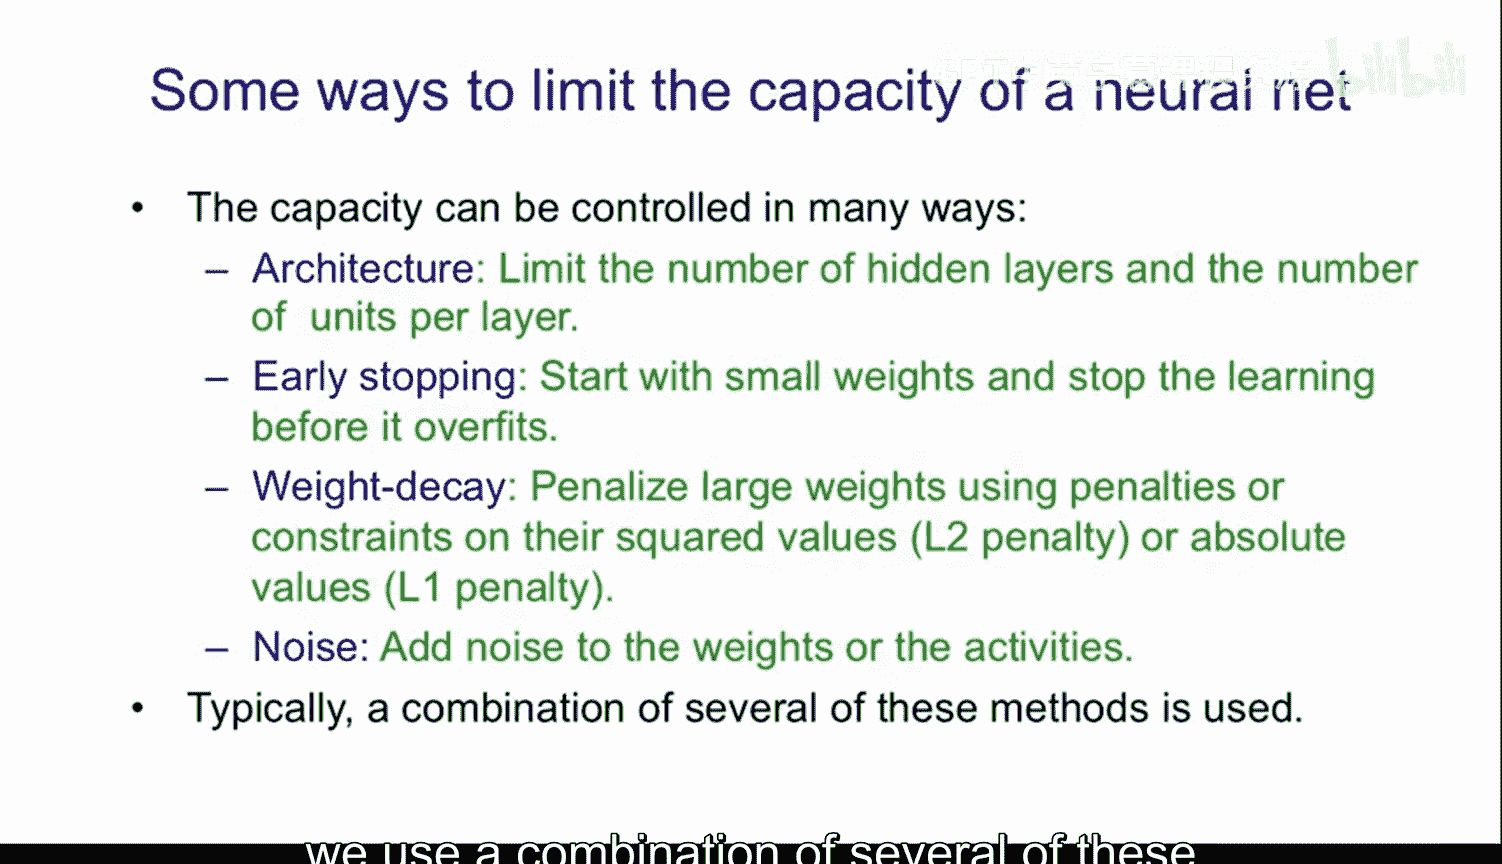 Some ways to limit the capacity of a neural net
bilibili
• The capacity can be controlled in many ways:
– Architecture: Limit the number of hidden layers and the number
of units per layer.
– Early stopping: Start with small weights and stop the learning
before it overfits.
– Weight-decay: Penalize large weights using penalties or
constraints on their squared values (L2 penalty) or absolute
values (L1 penalty).
– Noise: Add noise to the weights or the activities.
• Typically, a combination of several of these methods is used.
we use a combination of several of these